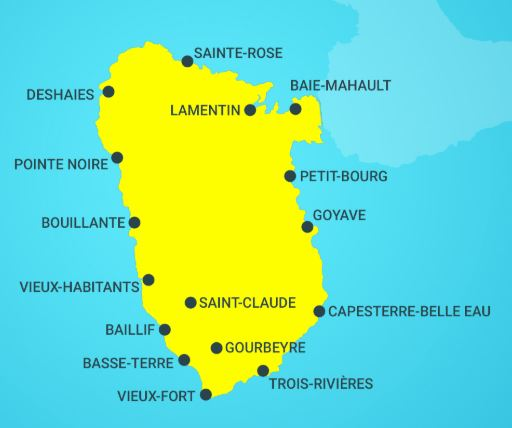 SAINTE-ROSE
BAIE-MAHAULT
DESHAIES
LAMENTIN
POINTE NOIRE
PETIT-BOURG
GOYAVE
BOUILLANTE
VIEUX-HABITANTS
SAINT-CLAUDE
CAPESTERRE-BELLE EAU
BAILLIF
GOURBEYRE
BASSE-TERRE
TROIS-RIVIÈRES
VIEUX-FORT